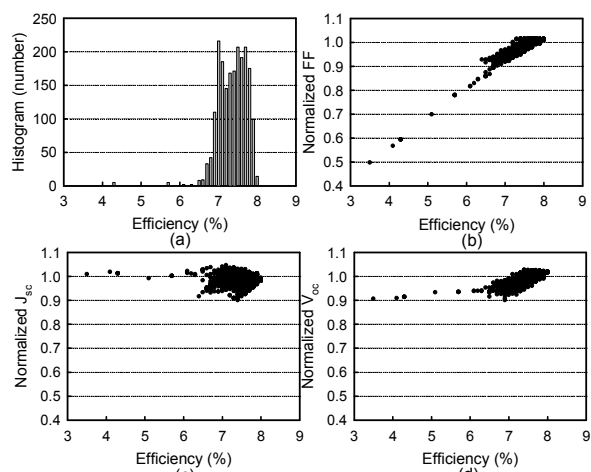 250
200
150
100
50
0
Histogram (number)
3 4 5 6 7 8 9
Efficiency (%)
(a)
1.1
1.0
0.9
0.8
0.7
0.6
0.5
0.4
Normalized FF
3 4 5 6 7 8 9
Efficiency (%)
(b)
1.1
1.0
0.9
0.8
0.7
0.6
0.5
0.4
Normalized Jsc
3 4 5 6 7 8 9
Efficiency (%)
(c)
1.1
1.0
0.9
0.8
0.7
0.6
0.5
0.4
Normalized Voc
3 4 5 6 7 8 9
Efficiency (%)
(d)